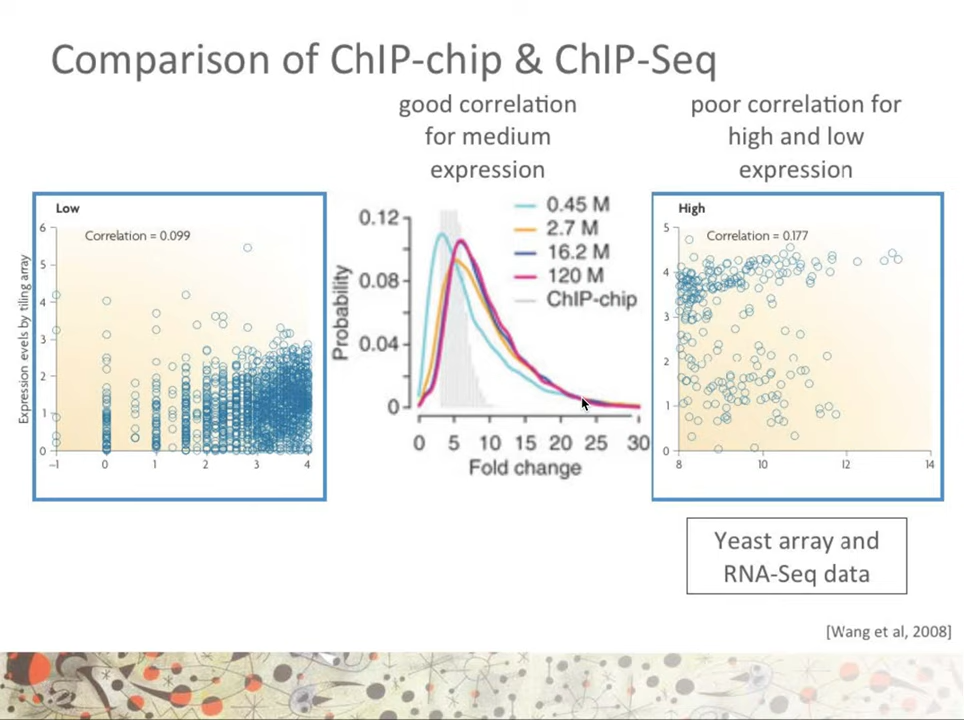 Comparison of ChIP-chip & ChIP-Seq
good correlation
for medium
expression
poor correlation for
high and low
expression
Low
Correlation = 0.099
Expression evels by tiling array
6
5
4
3
2
1
0
–1 0 1 2 3 4
0.45 M
2.7 M
16.2 M
120 M
ChIP-chip
Probability
0.12
0.08
0.04
0
0 5 10 15 20 25 30
Fold change
High
Correlation = 0.177
5
4
3
2
1
0
8 10 12 14
Yeast array and
RNA-Seq data
[Wang et al, 2008]